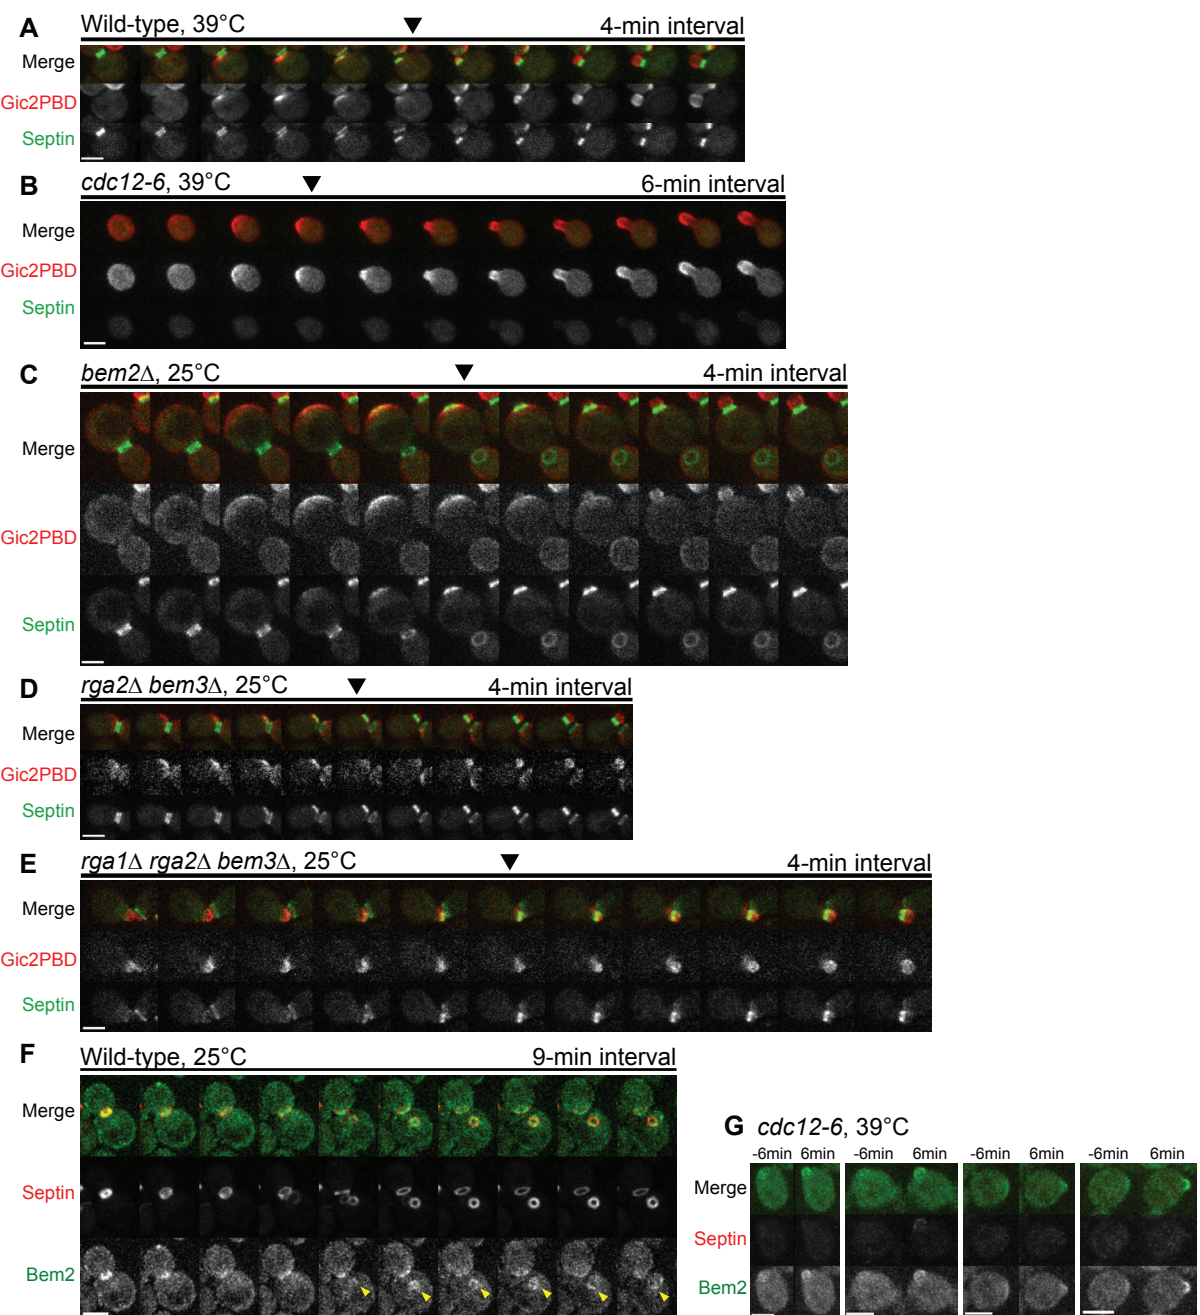 A Wild-type, 39°C 4-min interval
Merge
Gic2PBD
Septin
B cdc12-6, 39°C 6-min interval
Merge
Gic2PBD
Septin
C bem2Δ, 25°C 4-min interval
Merge
Gic2PBD
Septin
D rga2Δ bem3Δ, 25°C 4-min interval
Merge
Gic2PBD
Septin
E rga1Δ rga2Δ bem3Δ, 25°C 4-min interval
Merge
Gic2PBD
Septin
F Wild-type, 25°C 9-min interval
Merge
Septin
Bem2
G cdc12-6, 39°C
-6min 6min -6min 6min -6min 6min -6min 6min
Merge
Septin
Bem2